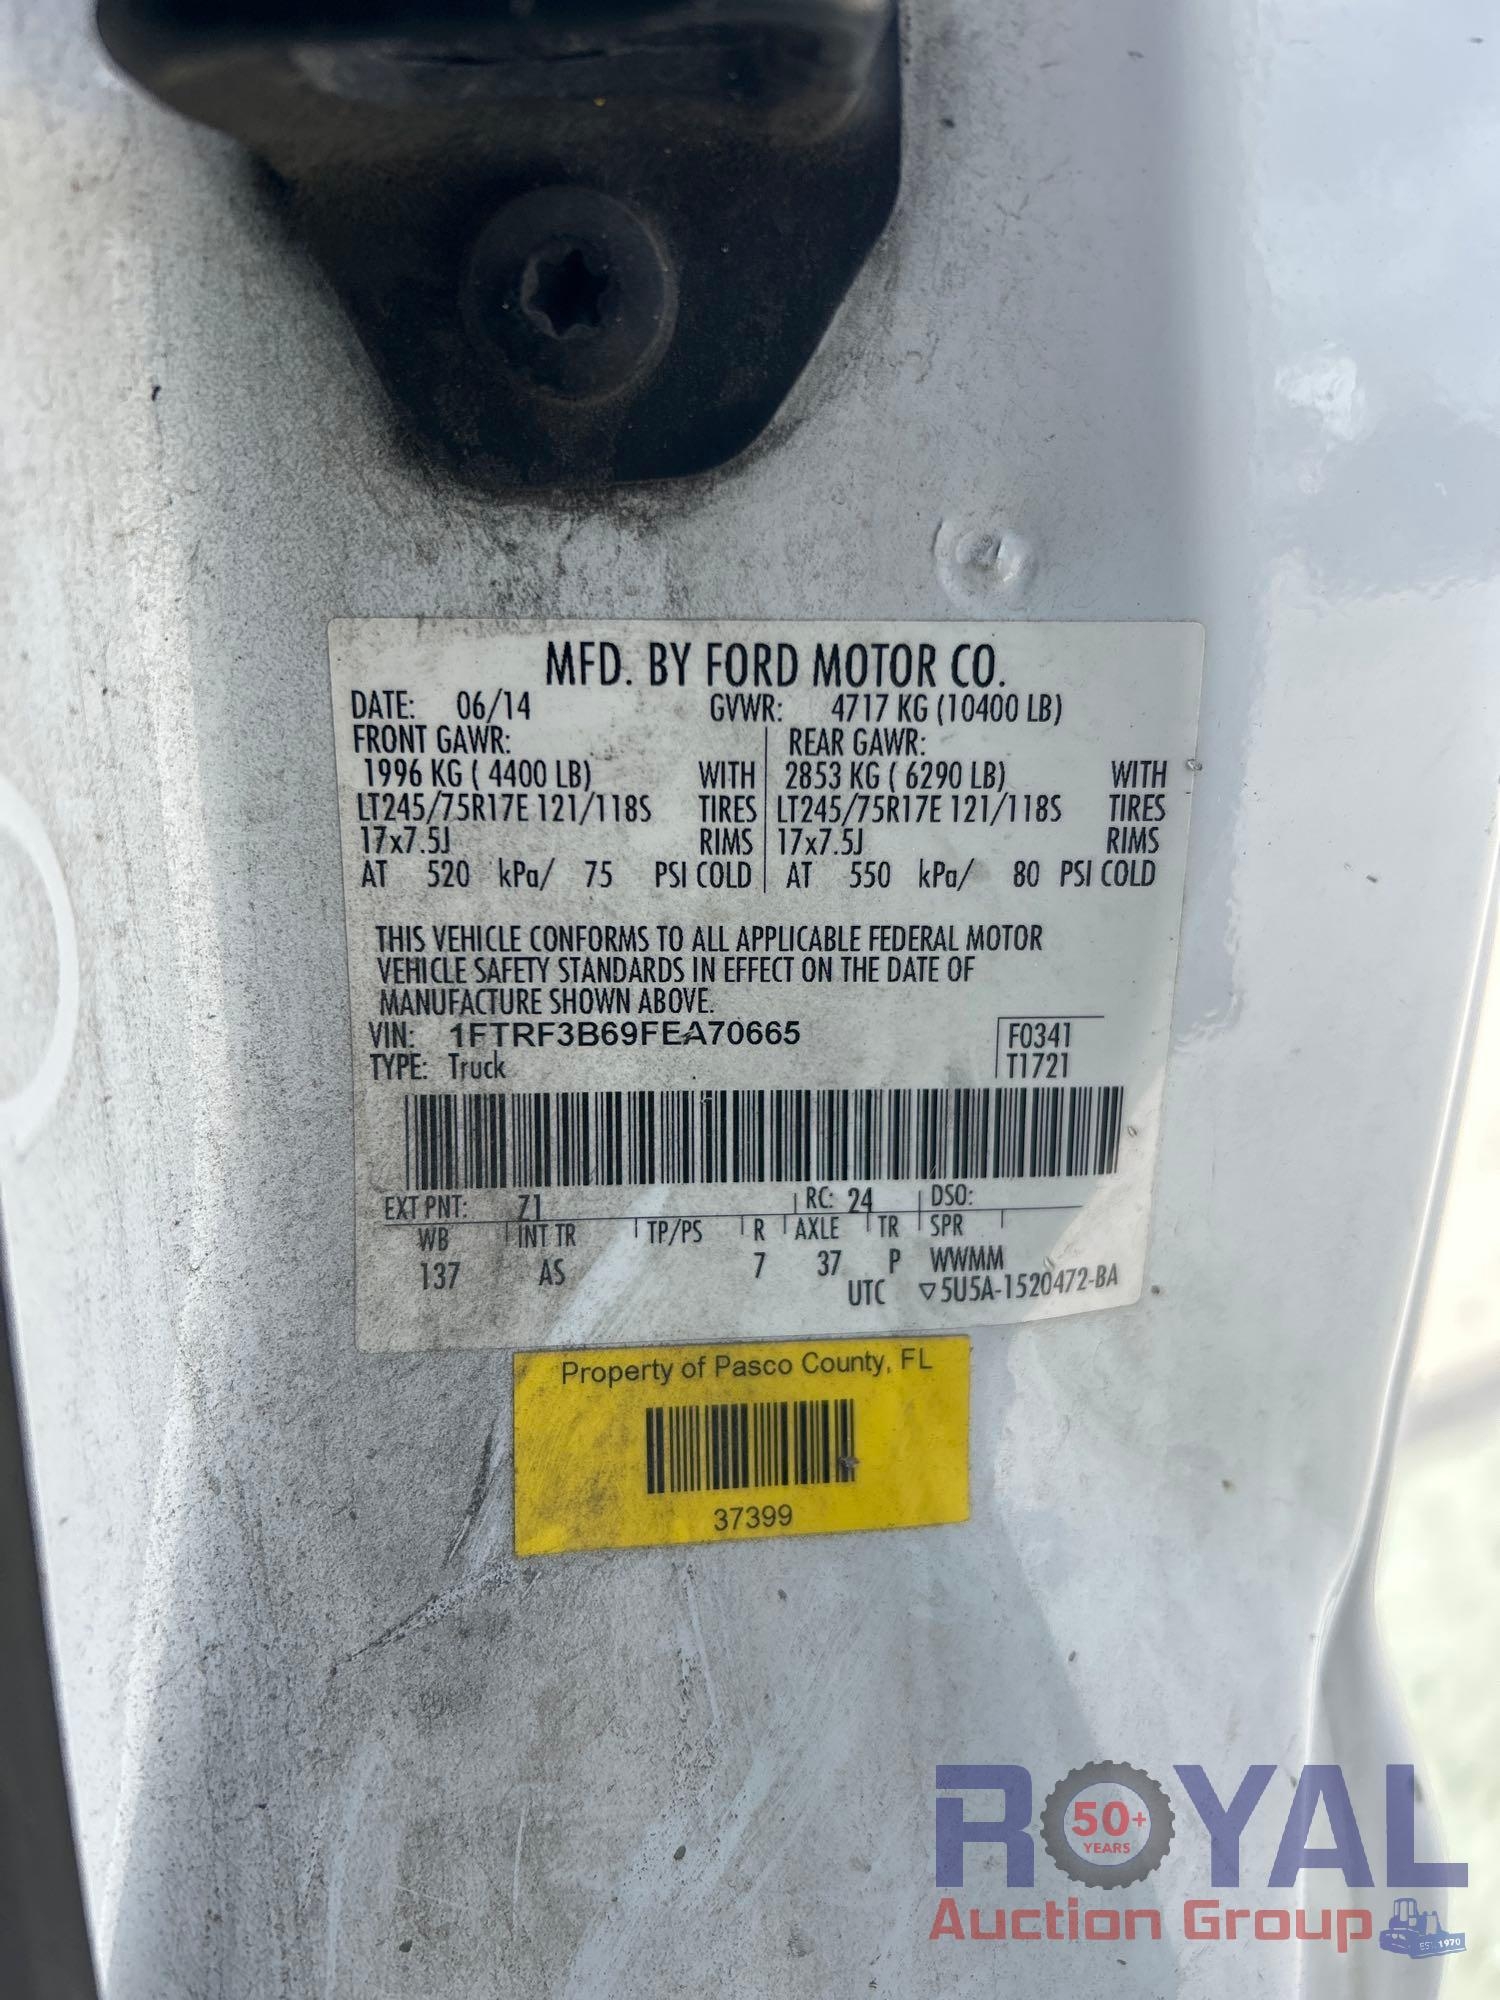 MFD. BY FORD MOTOR CO.
DATE: 06/14 GVWR: 4717 KG (10400 LB)
FRONT GAWR: REAR GAWR:
1996 KG ( 4400 LB) WITH 2853 KG ( 6290 LB) WITH
LT245/75R17E 121/118S TIRES LT245/75R17E 121/118S TIRES
17x7.5J RIMS 17x7.5J RIMS
AT 520 kPa/ 75 PSI COLD AT 550 kPa/ 80 PSI COLD
THIS VEHICLE CONFORMS TO ALL APPLICABLE FEDERAL MOTOR
VEHICLE SAFETY STANDARDS IN EFFECT ON THE DATE OF
MANUFACTURE SHOWN ABOVE.
VIN: 1FTRF3B69FEA70665 F0341
TYPE: Truck T1721
EXT PNT: Z1 RC: 24 DSO:
WB INT TR TP/PS R AXLE TR SPR
137 AS 7 37 P WWMM
UTC ▽5U5A-1520472-BA
Property of Pasco County, FL
37399
ROYAL
50+
YEARS
Auction Group
EST. 1970